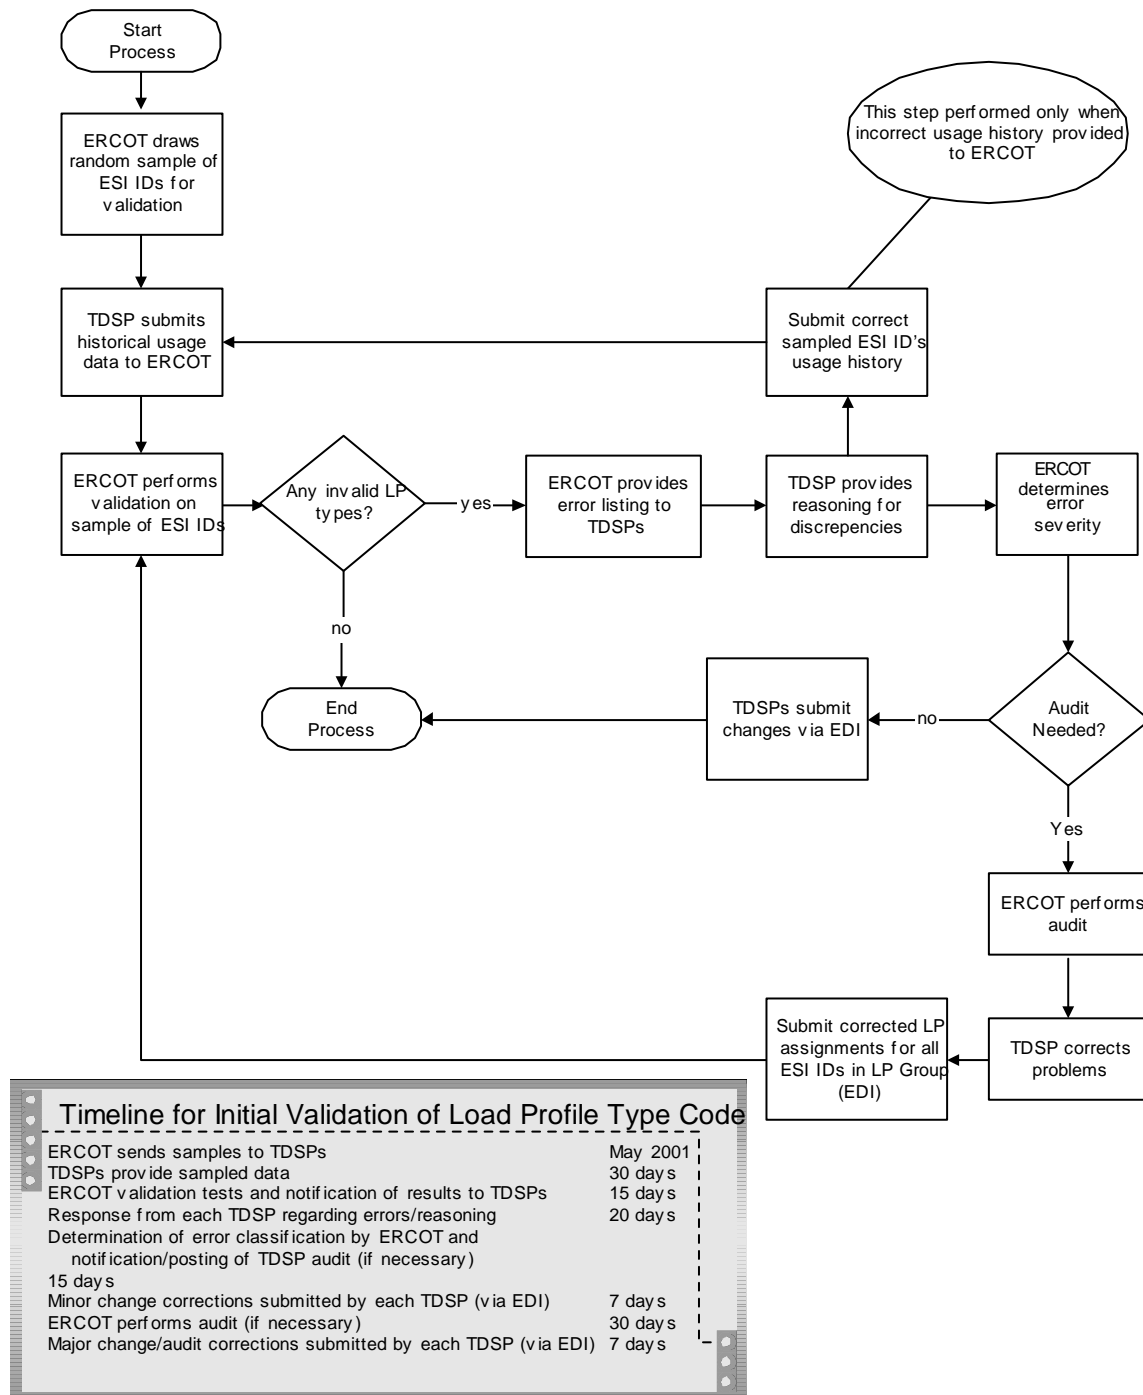 Start
Process
This step performed only when
incorrect usage history provided
to ERCOT
ERCOT draws
random sample of
ESI IDs for
validation
TDSP submits
historical usage
data to ERCOT
Submit correct
sampled ESI ID's
usage history
ERCOT performs
validation on
sample of ESI IDs
Any invalid LP
types?
yes
ERCOT provides
error listing to
TDSPs
TDSP provides
reasoning for
discrepencies
ERCOT
determines
error
severity
no
End
Process
TDSPs submit
changes via EDI
no
Audit
Needed?
Yes
ERCOT performs
audit
TDSP corrects
problems
Submit corrected LP
assignments for all
ESI IDs in LP Group
(EDI)
Timeline for Initial Validation of Load Profile Type Code
ERCOT sends samples to TDSPs May 2001
TDSPs provide sampled data 30 days
ERCOT validation tests and notification of results to TDSPs 15 days
Response from each TDSP regarding errors/reasoning 20 days
Determination of error classification by ERCOT and
notification/posting of TDSP audit (if necessary)
15 days
Minor change corrections submitted by each TDSP (via EDI) 7 days
ERCOT performs audit (if necessary) 30 days
Major change/audit corrections submitted by each TDSP (via EDI) 7 days